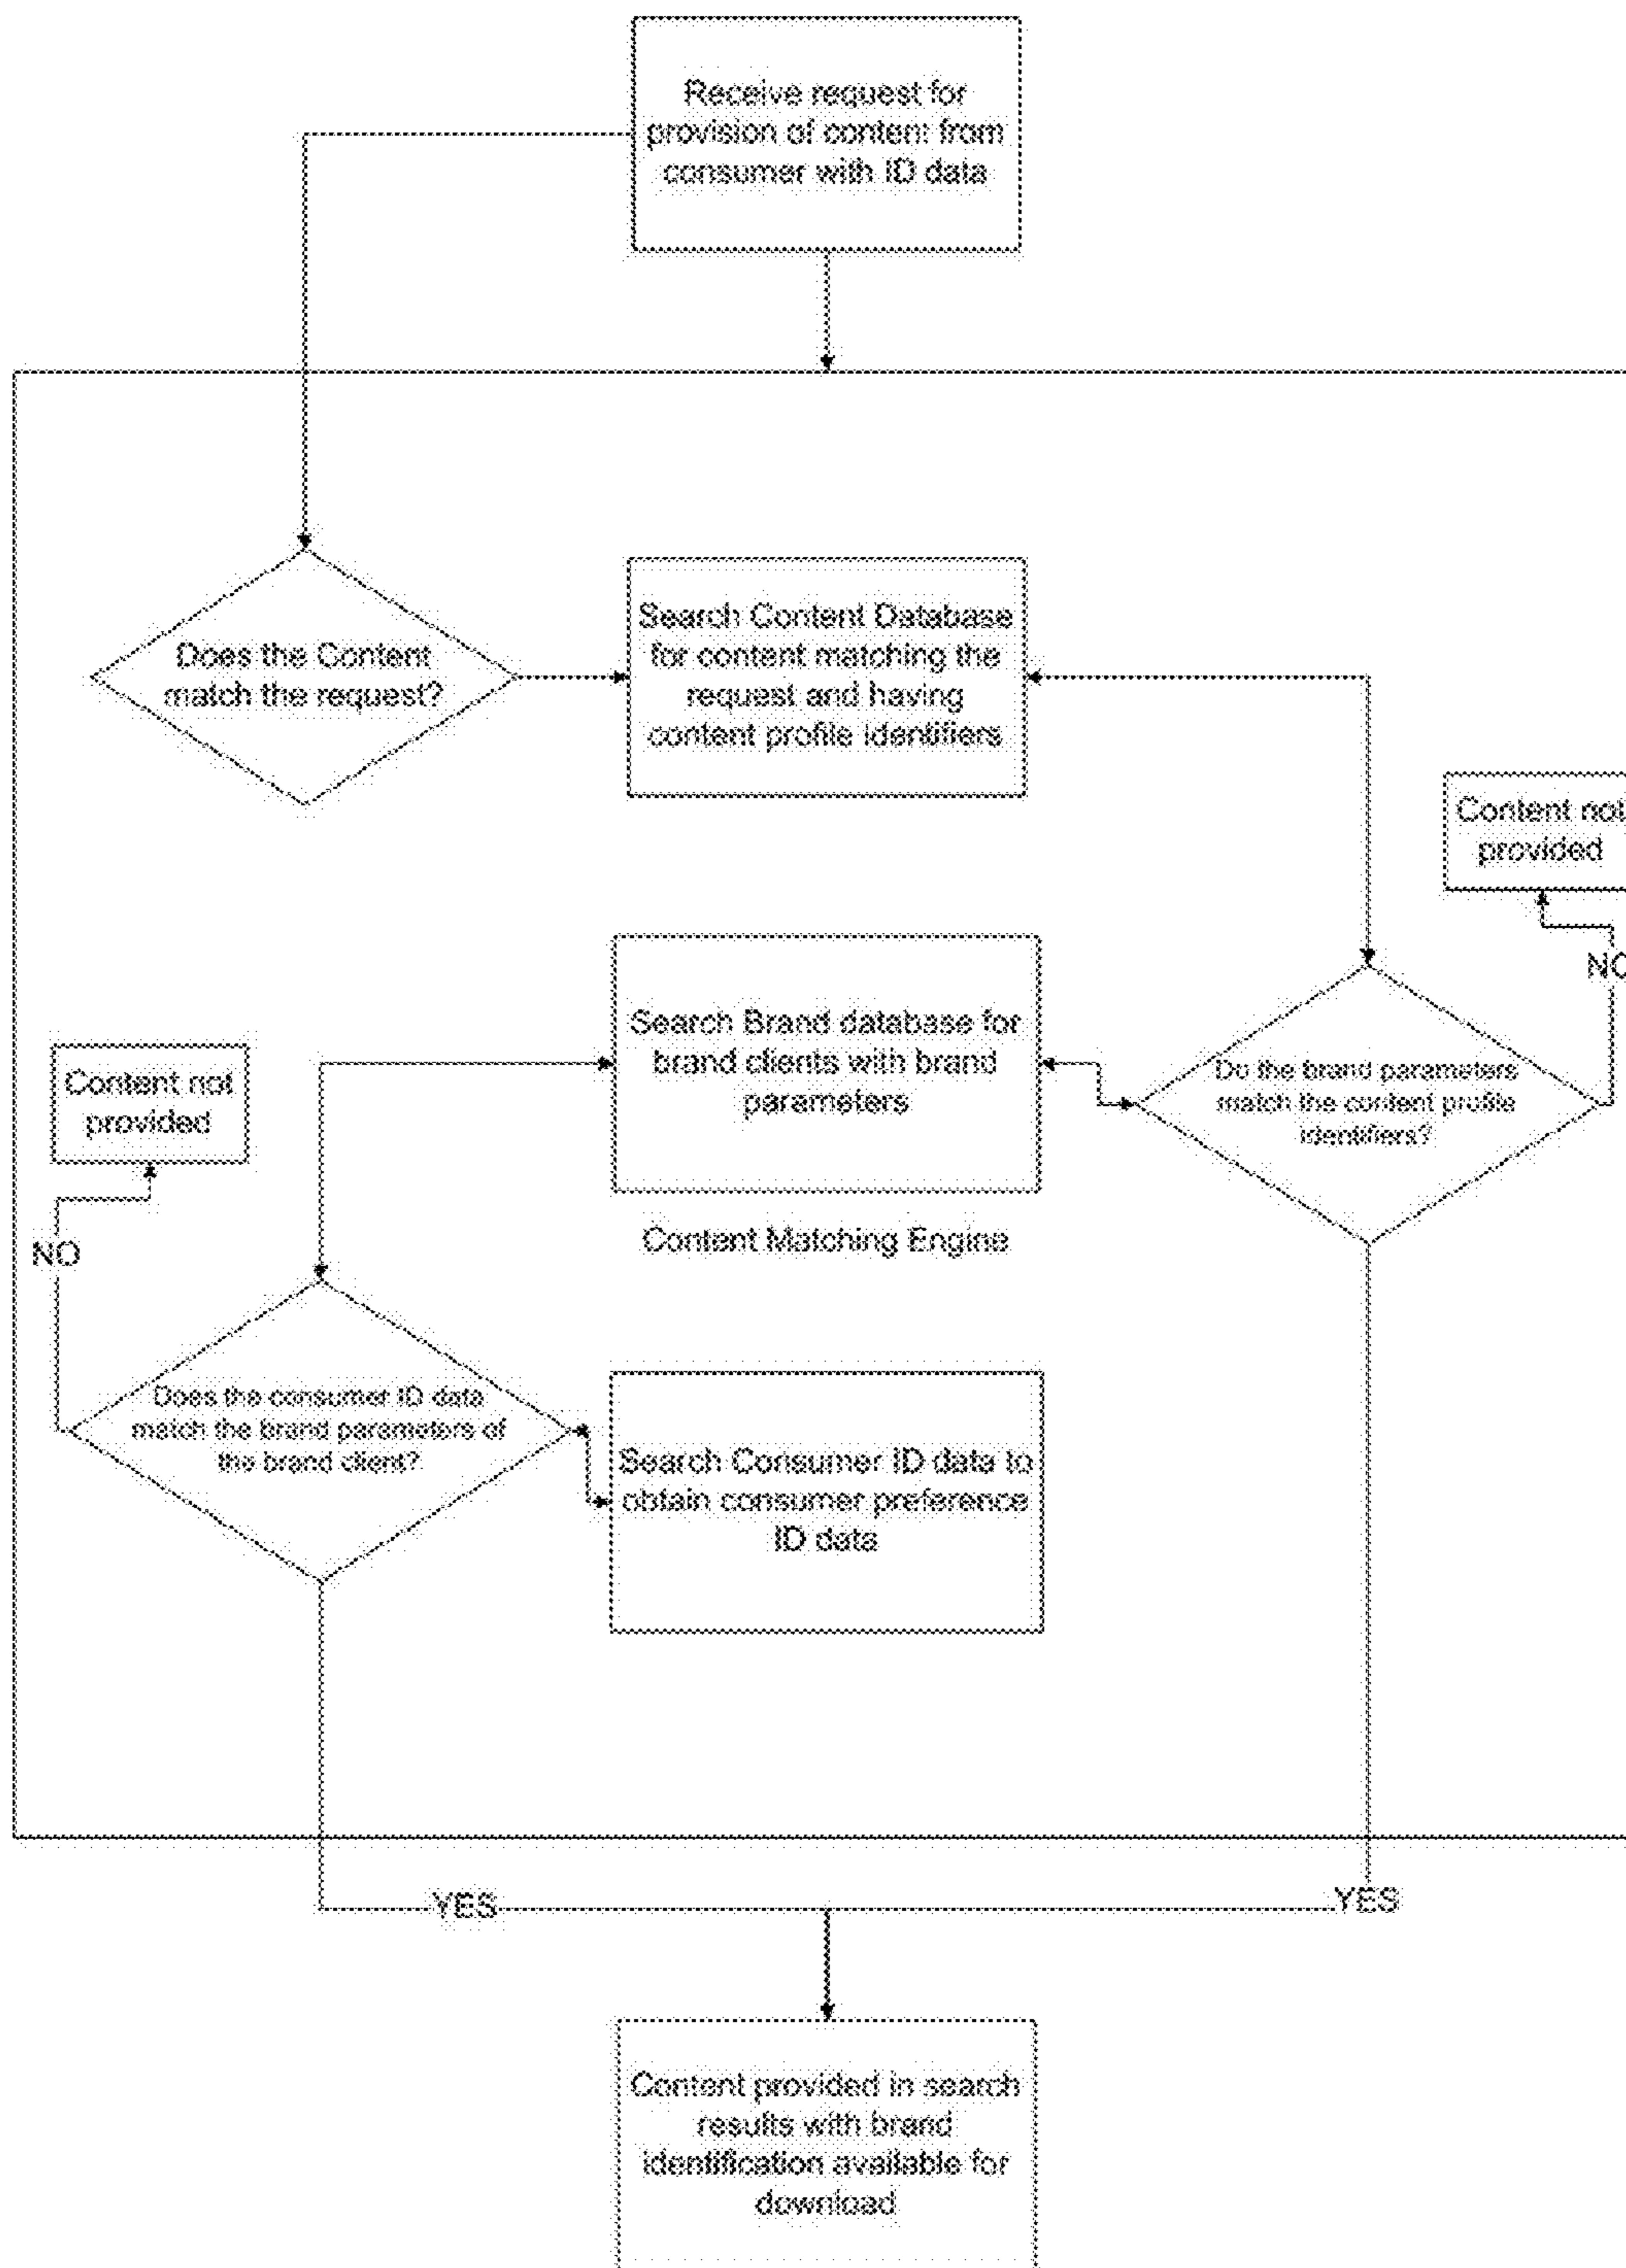 Receive request for
provision of content from
consumer with ID data
Does the Content
match the request?
Search Content Database
for content matching the
request and having
content profile identifiers
Content not
provided
NO
Search Brand database for
brand clients with brand
parameters
Do the brand parameters
match the content profile
identifiers?
Content not
provided
NO
Content Matching Engine
Does the consumer ID data
match the brand parameters of
the brand client?
Search Consumer ID data to
obtain consumer preference
ID data
YES
YES
Content provided in search
results with brand
identification available for
download